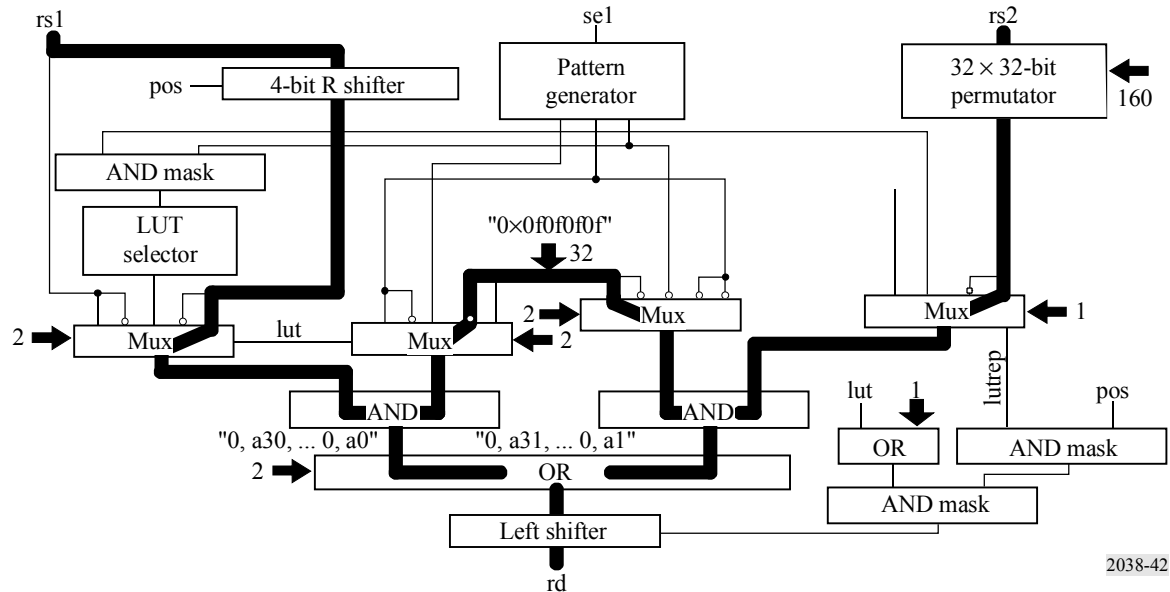 rs1
se1
rs2
pos
4-bit R shifter
Pattern
generator
32 × 32-bit
permutator
160
AND mask
LUT
selector
"0×0f0f0f0f"
32
2
Mux
lut
Mux
2
2
Mux
Mux
1
lutrep
AND
AND
lut
1
pos
"0, a30, ... 0, a0"
"0, a31, ... 0, a1"
OR
AND mask
2
OR
AND mask
Left shifter
rd
2038-42